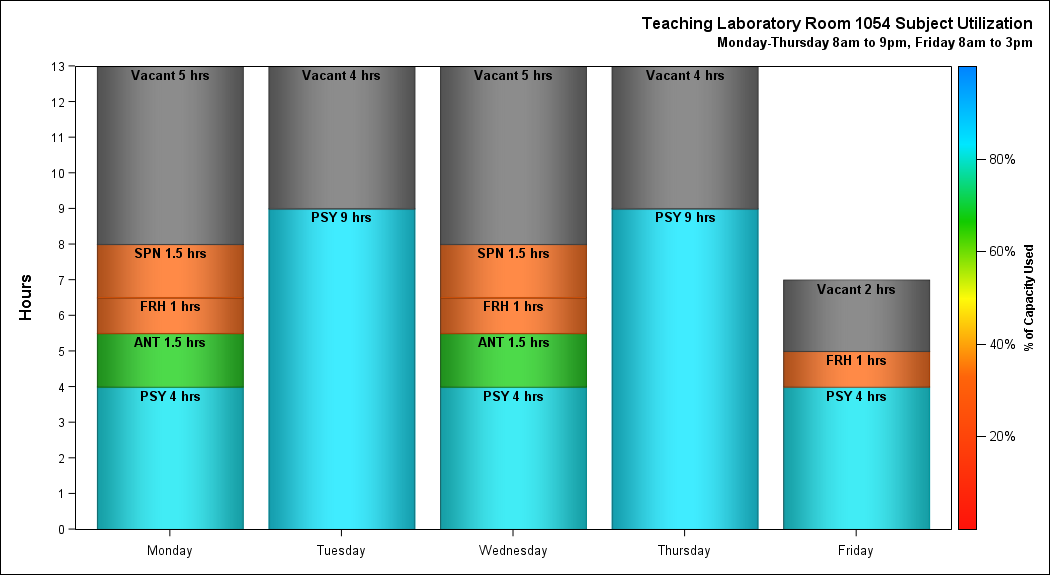 Teaching Laboratory Room 1054 Subject Utilization
Monday-Thursday 8am to 9pm, Friday 8am to 3pm
Hours
13
12
11
10
9
8
7
6
5
4
3
2
1
0
Vacant 5 hrs
SPN 1.5 hrs
FRH 1 hrs
ANT 1.5 hrs
PSY 4 hrs
Vacant 4 hrs
PSY 9 hrs
Vacant 5 hrs
SPN 1.5 hrs
FRH 1 hrs
ANT 1.5 hrs
PSY 4 hrs
Vacant 4 hrs
PSY 9 hrs
Vacant 2 hrs
FRH 1 hrs
PSY 4 hrs
Monday
Tuesday
Wednesday
Thursday
Friday
80%
60%
40%
20%
% of Capacity Used